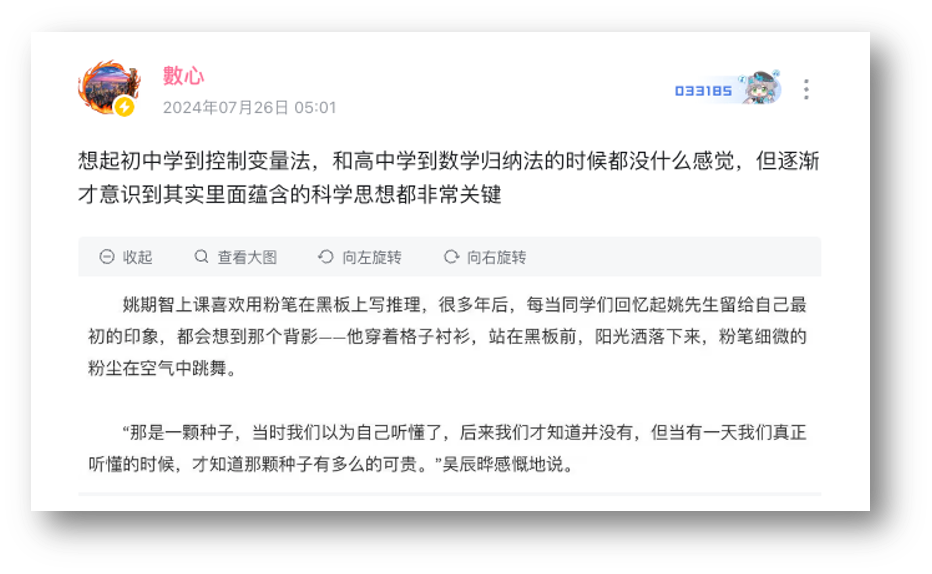 數心
2024年07月26日 05:01
033185
想起初中学到控制变量法，和高中学到数学归纳法的时候都没什么感觉，但逐渐
才意识到其实里面蕴含的科学思想都非常关键
收起 查看大图 向左旋转 向右旋转
姚期智上课喜欢用粉笔在黑板上写推理，很多年后，每当同学们回忆起姚先生留给自己最
初的印象，都会想到那个背影——他穿着格子衬衫，站在黑板前，阳光洒落下来，粉笔细微的
粉尘在空气中跳舞。
“那是一颗种子，当时我们以为自己听懂了，后来我们才知道并没有，但当有一天我们真正
听懂的时候，才知道那颗种子有多么的可贵。”吴辰晔感慨地说。